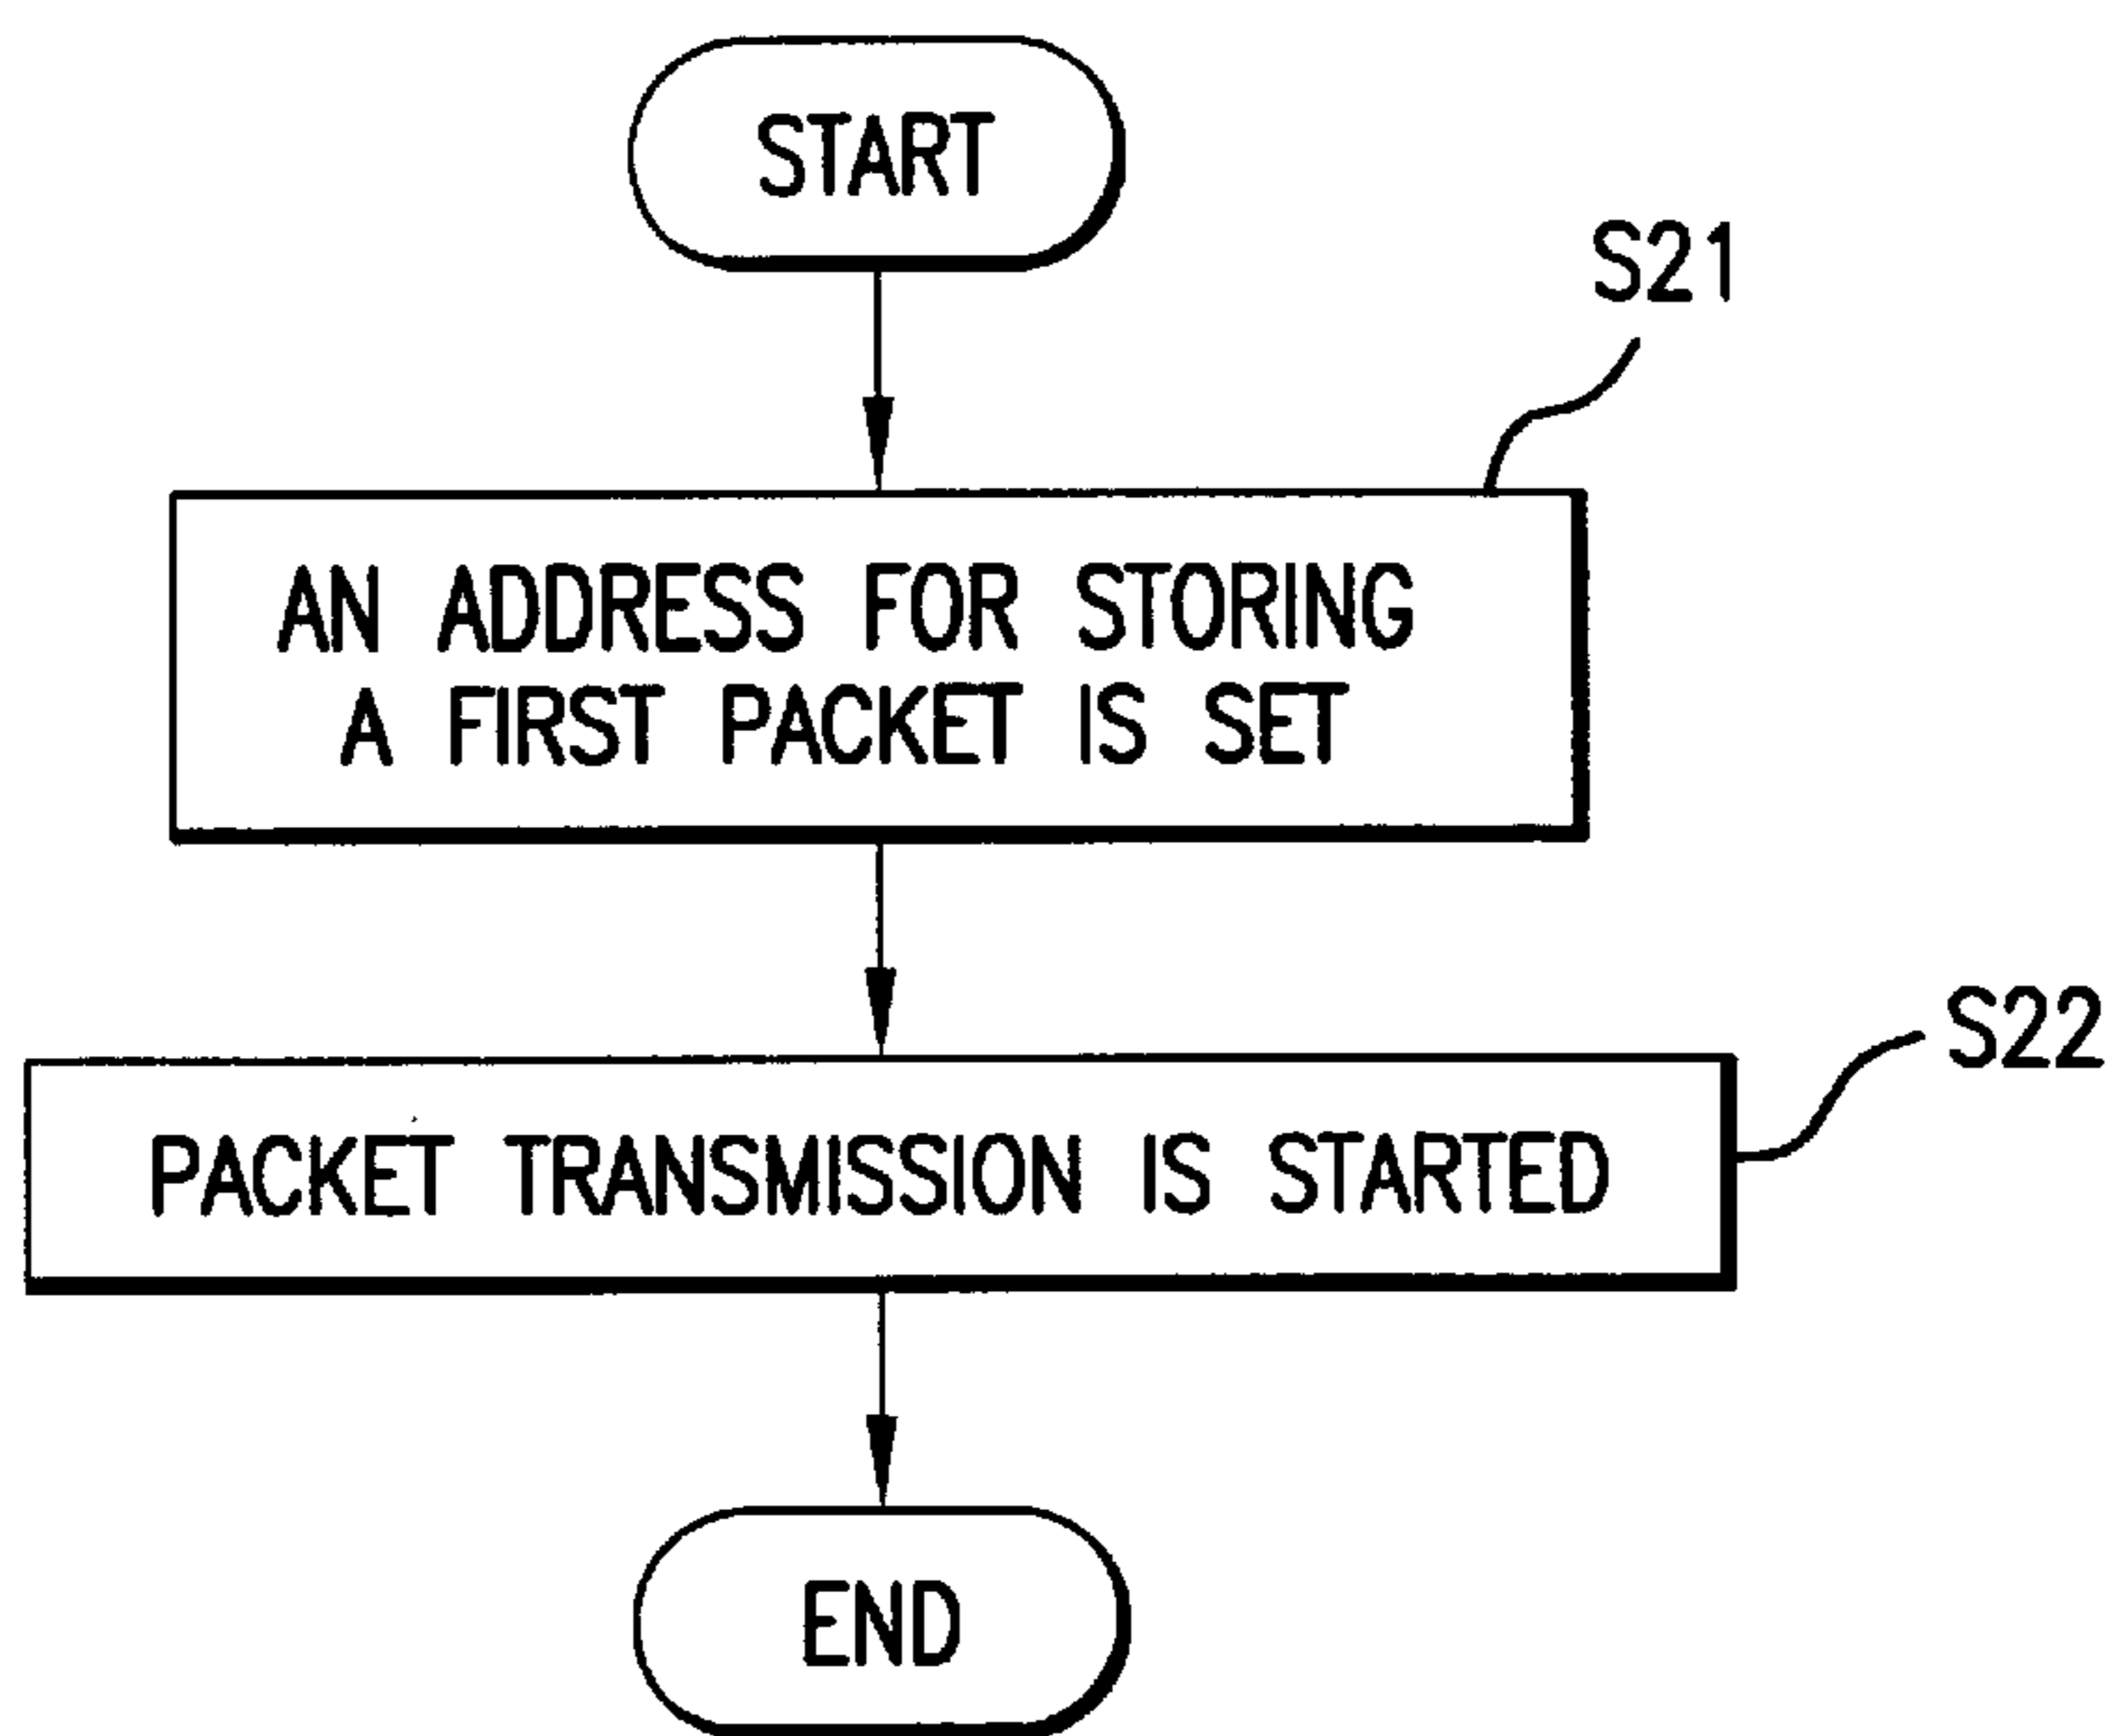 START
S21
AN ADDRESS FOR STORING
A FIRST PACKET IS SET
S22
PACKET TRANSMISSION IS STARTED
END